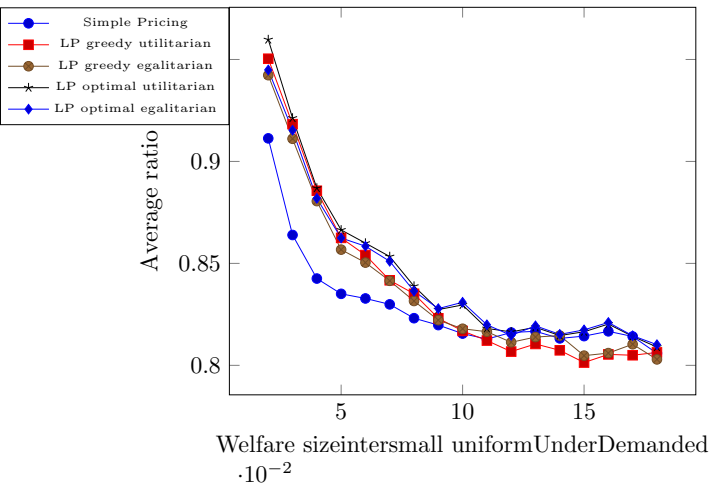 Simple Pricing
LP greedy utilitarian
LP greedy egalitarian
LP optimal utilitarian
LP optimal egalitarian
Average ratio
0.9
0.85
0.8
5
10
15
Welfare sizeintersmall uniformUnderDemanded
·10−2